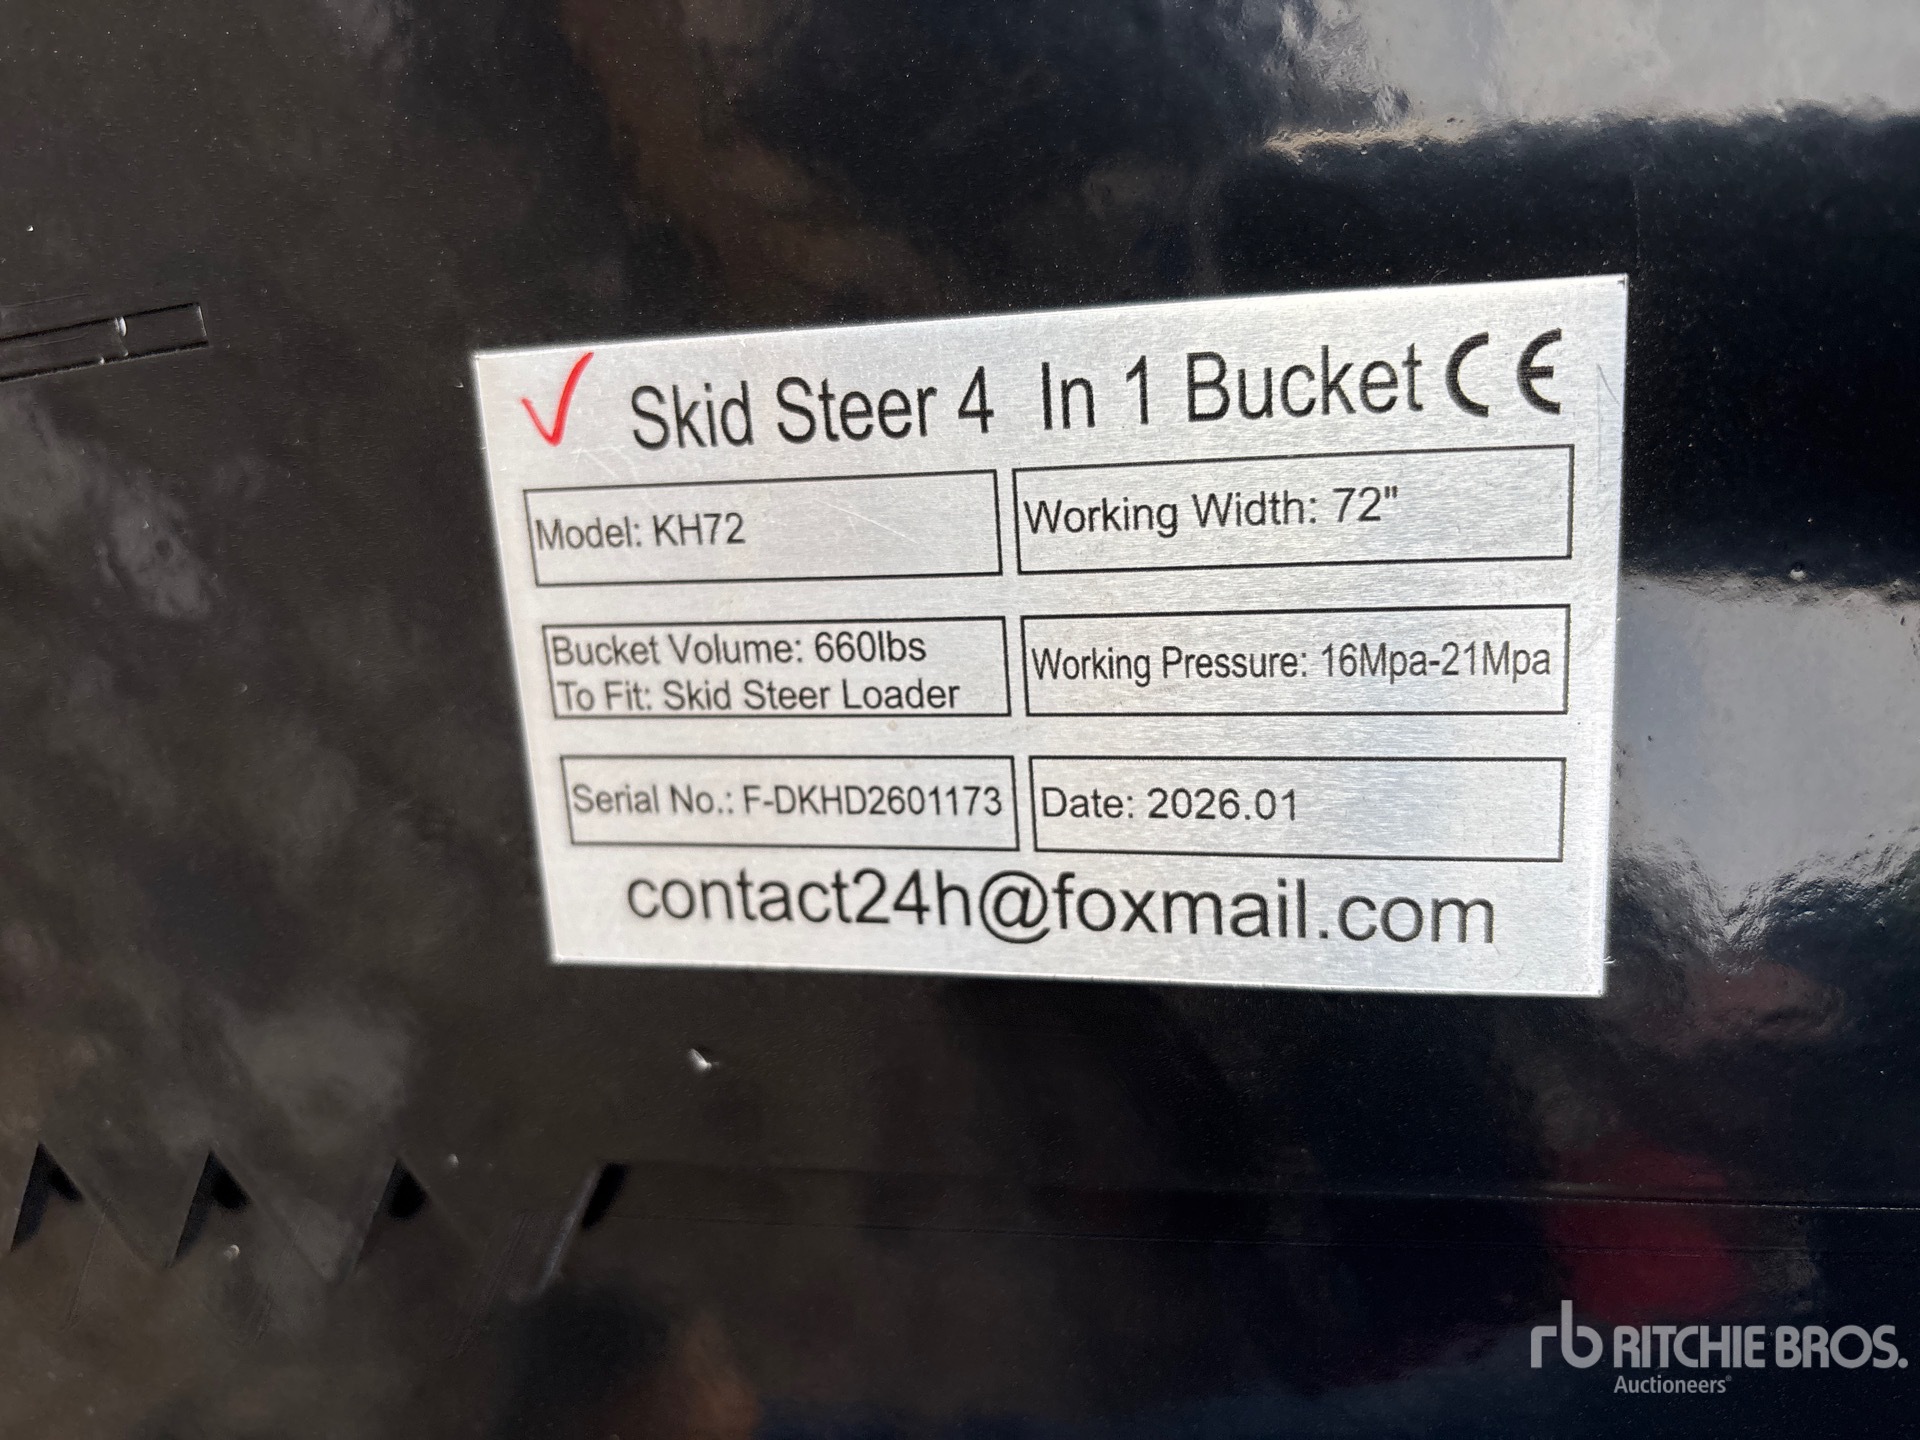 ✓ Skid Steer 4 In 1 Bucket CE
Model: KH72
Working Width: 72"
Bucket Volume: 660lbs
To Fit: Skid Steer Loader
Working Pressure: 16Mpa-21Mpa
Serial No.: F-DKHD2601173
Date: 2026.01
contact24h@foxmail.com
rb RITCHIE BROS.
Auctioneers®